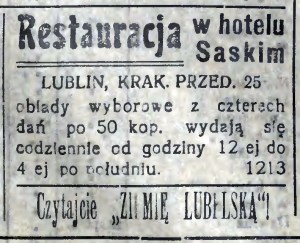 Restauracja w hotelu Saskim
LUBLIN, KRAK. PRZED. 25
obiady wyborowe z czterech
dań po 50 kop. wydają się
codziennie od godziny 12 ej do
4 ej po południu. 1213
Czytajcie „ZIEMIĘ LUBELSKĄ”!